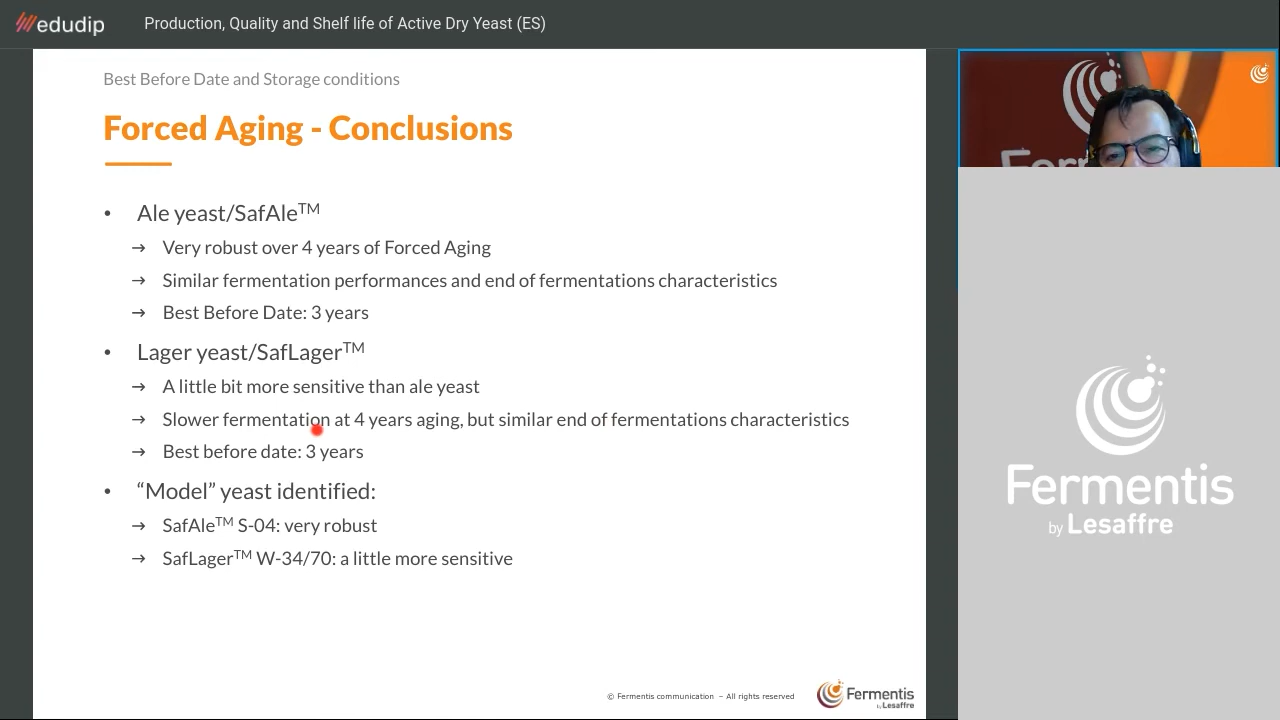 edudip
Production, Quality and Shelf life of Active Dry Yeast (ES)
Best Before Date and Storage conditions
Forced Aging - Conclusions
• Ale yeast/SafAle™
→ Very robust over 4 years of Forced Aging
→ Similar fermentation performances and end of fermentations characteristics
→ Best Before Date: 3 years
• Lager yeast/SafLager™
→ A little bit more sensitive than ale yeast
→ Slower fermentation at 4 years aging, but similar end of fermentations characteristics
→ Best before date: 3 years
• “Model” yeast identified:
→ SafAle™ S-04: very robust
→ SafLager™ W-34/70: a little more sensitive
© Fermentis communication – All rights reserved
Fermentis
by Lesaffre
Fermentis
by Lesaffre